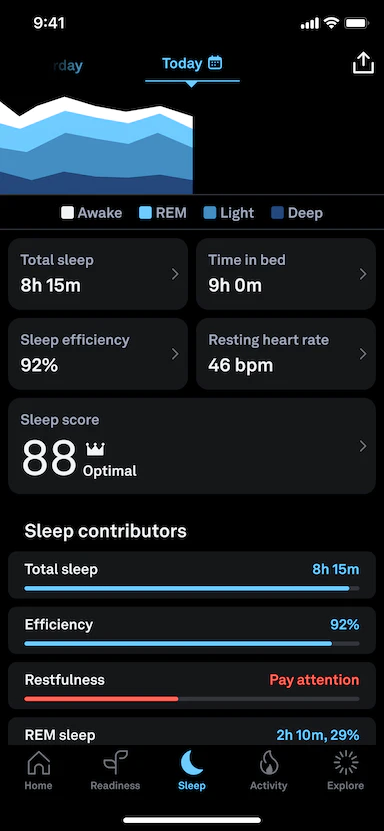 9:41
rday
Today
Awake REM Light Deep
Total sleep
8h 15m
Time in bed
9h 0m
Sleep efficiency
92%
Resting heart rate
46 bpm
Sleep score
88 Optimal
Sleep contributors
Total sleep 8h 15m
Efficiency 92%
Restfulness Pay attention
REM sleep 2h 10m, 29%
Home Readiness Sleep Activity Explore